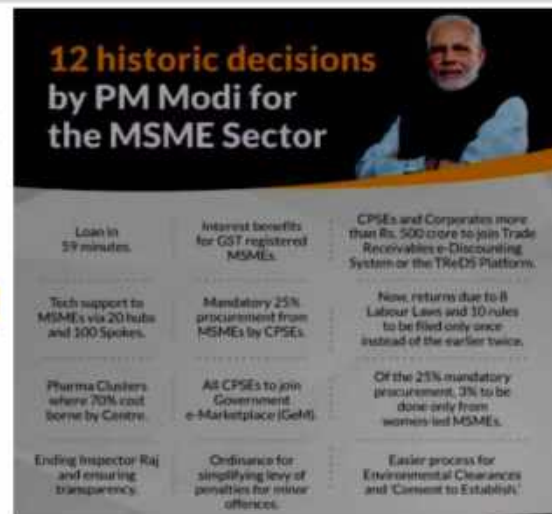 12 historic decisions
by PM Modi for
the MSME Sector
Loan in
59 minutes.
Interest benefits
for GST registered
MSMEs.
CPSEs and Corporates more
than Rs. 500 crore to join Trade
Receivables e-Discounting
System or the TReDS Platform.
Tech support to
MSMEs via 20 hubs
and 100 Spokes.
Mandatory 25%
procurement from
MSMEs by CPSEs.
Now, returns due to 8
Labour Laws and 10 rules
to be filed only once
instead of the earlier twice.
Pharma Clusters
where 70% cost
borne by Centre.
All CPSEs to join
Government
e-Marketplace (GeM).
Of the 25% mandatory
procurement, 3% to be
done only from
women-led MSMEs.
Ending Inspector Raj
and ensuring
transparency.
Ordinance for
simplifying levy of
penalties for minor
offences.
Easier process for
Environmental Clearances
and 'Consent to Establish.'